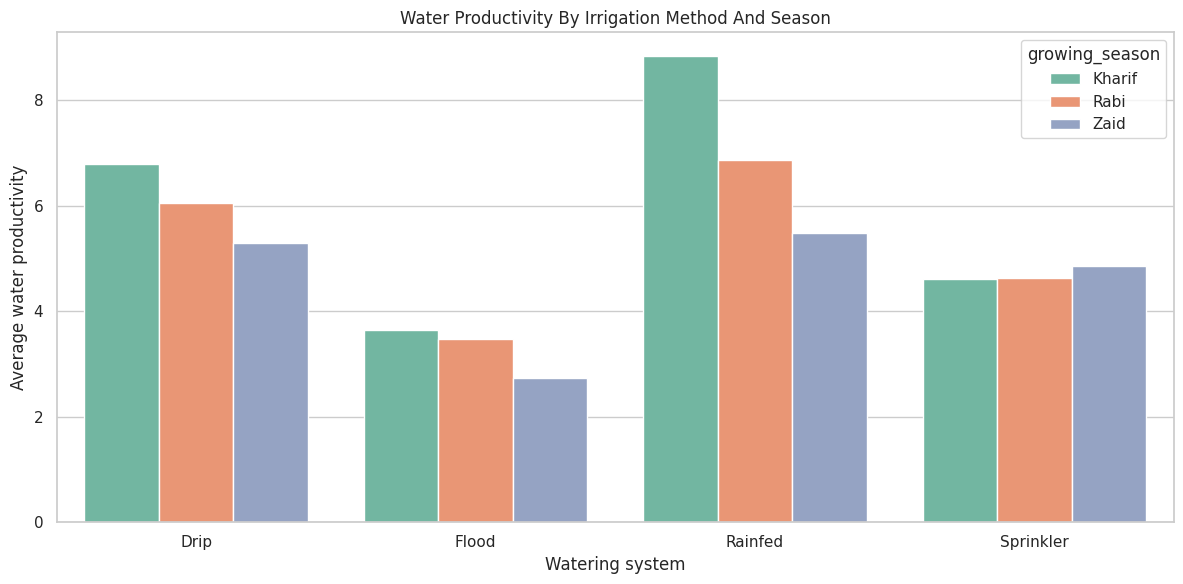 Water Productivity By Irrigation Method And Season
growing_season
Kharif
Rabi
Zaid
Average water productivity
8
6
4
2
0
Drip
Flood
Rainfed
Sprinkler
Watering system